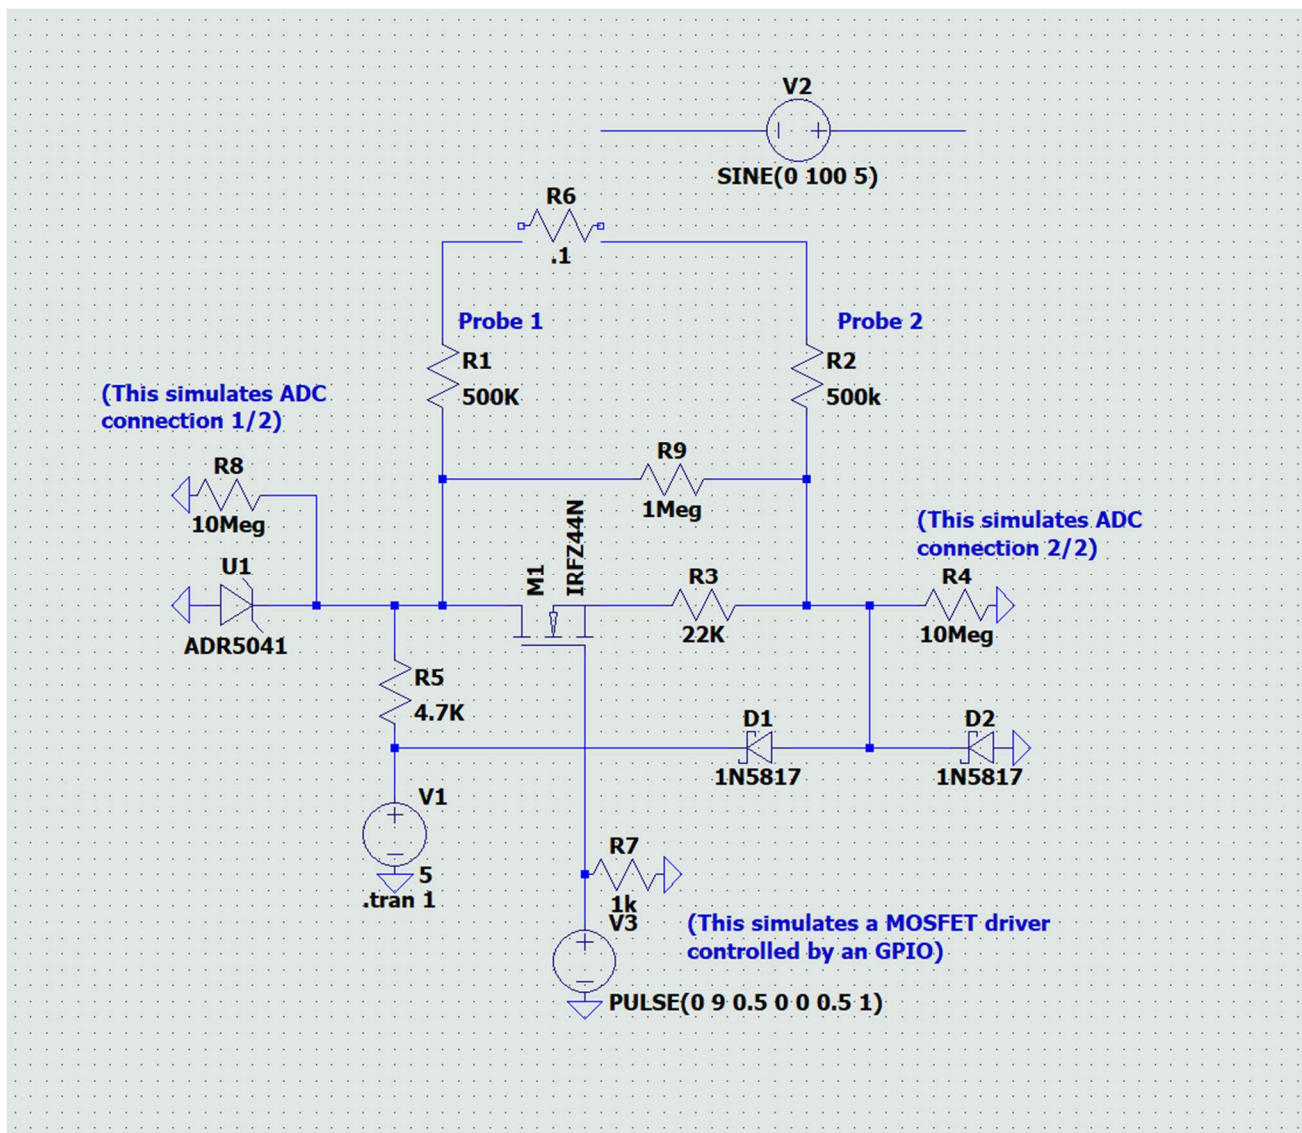 V2
SINE(0 100 5)
R6
.1
Probe 1
Probe 2
R1
500K
R2
500k
(This simulates ADC
connection 1/2)
R9
1Meg
R8
10Meg
(This simulates ADC
connection 2/2)
U1
ADR5041
M1
IRFZ44N
R3
22K
R4
10Meg
R5
4.7K
D1
1N5817
D2
1N5817
V1
5
.tran 1
R7
1k
V3
(This simulates a MOSFET driver
controlled by an GPIO)
PULSE(0 9 0.5 0 0 0.5 1)